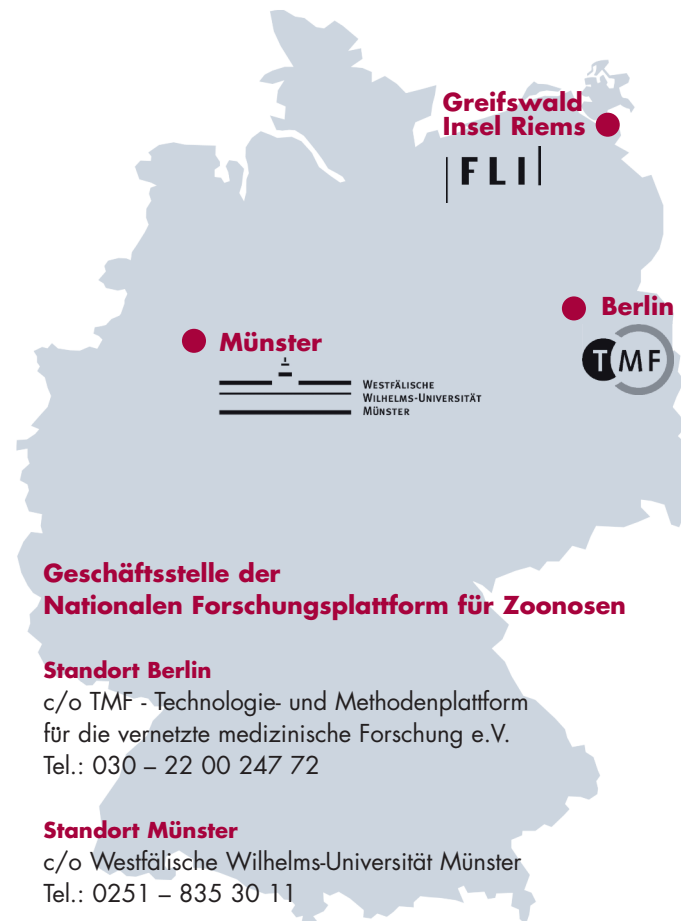 Greifswald
Insel Riems
FLI
Berlin
TMF
Münster
Westfälische
Wilhelms-Universität
Münster
Geschäftsstelle der
Nationalen Forschungsplattform für Zoonosen
Standort Berlin
c/o TMF - Technologie- und Methodenplattform
für die vernetzte medizinische Forschung e.V.
Tel.: 030 – 22 00 247 72
Standort Münster
c/o Westfälische Wilhelms-Universität Münster
Tel.: 0251 – 835 30 11